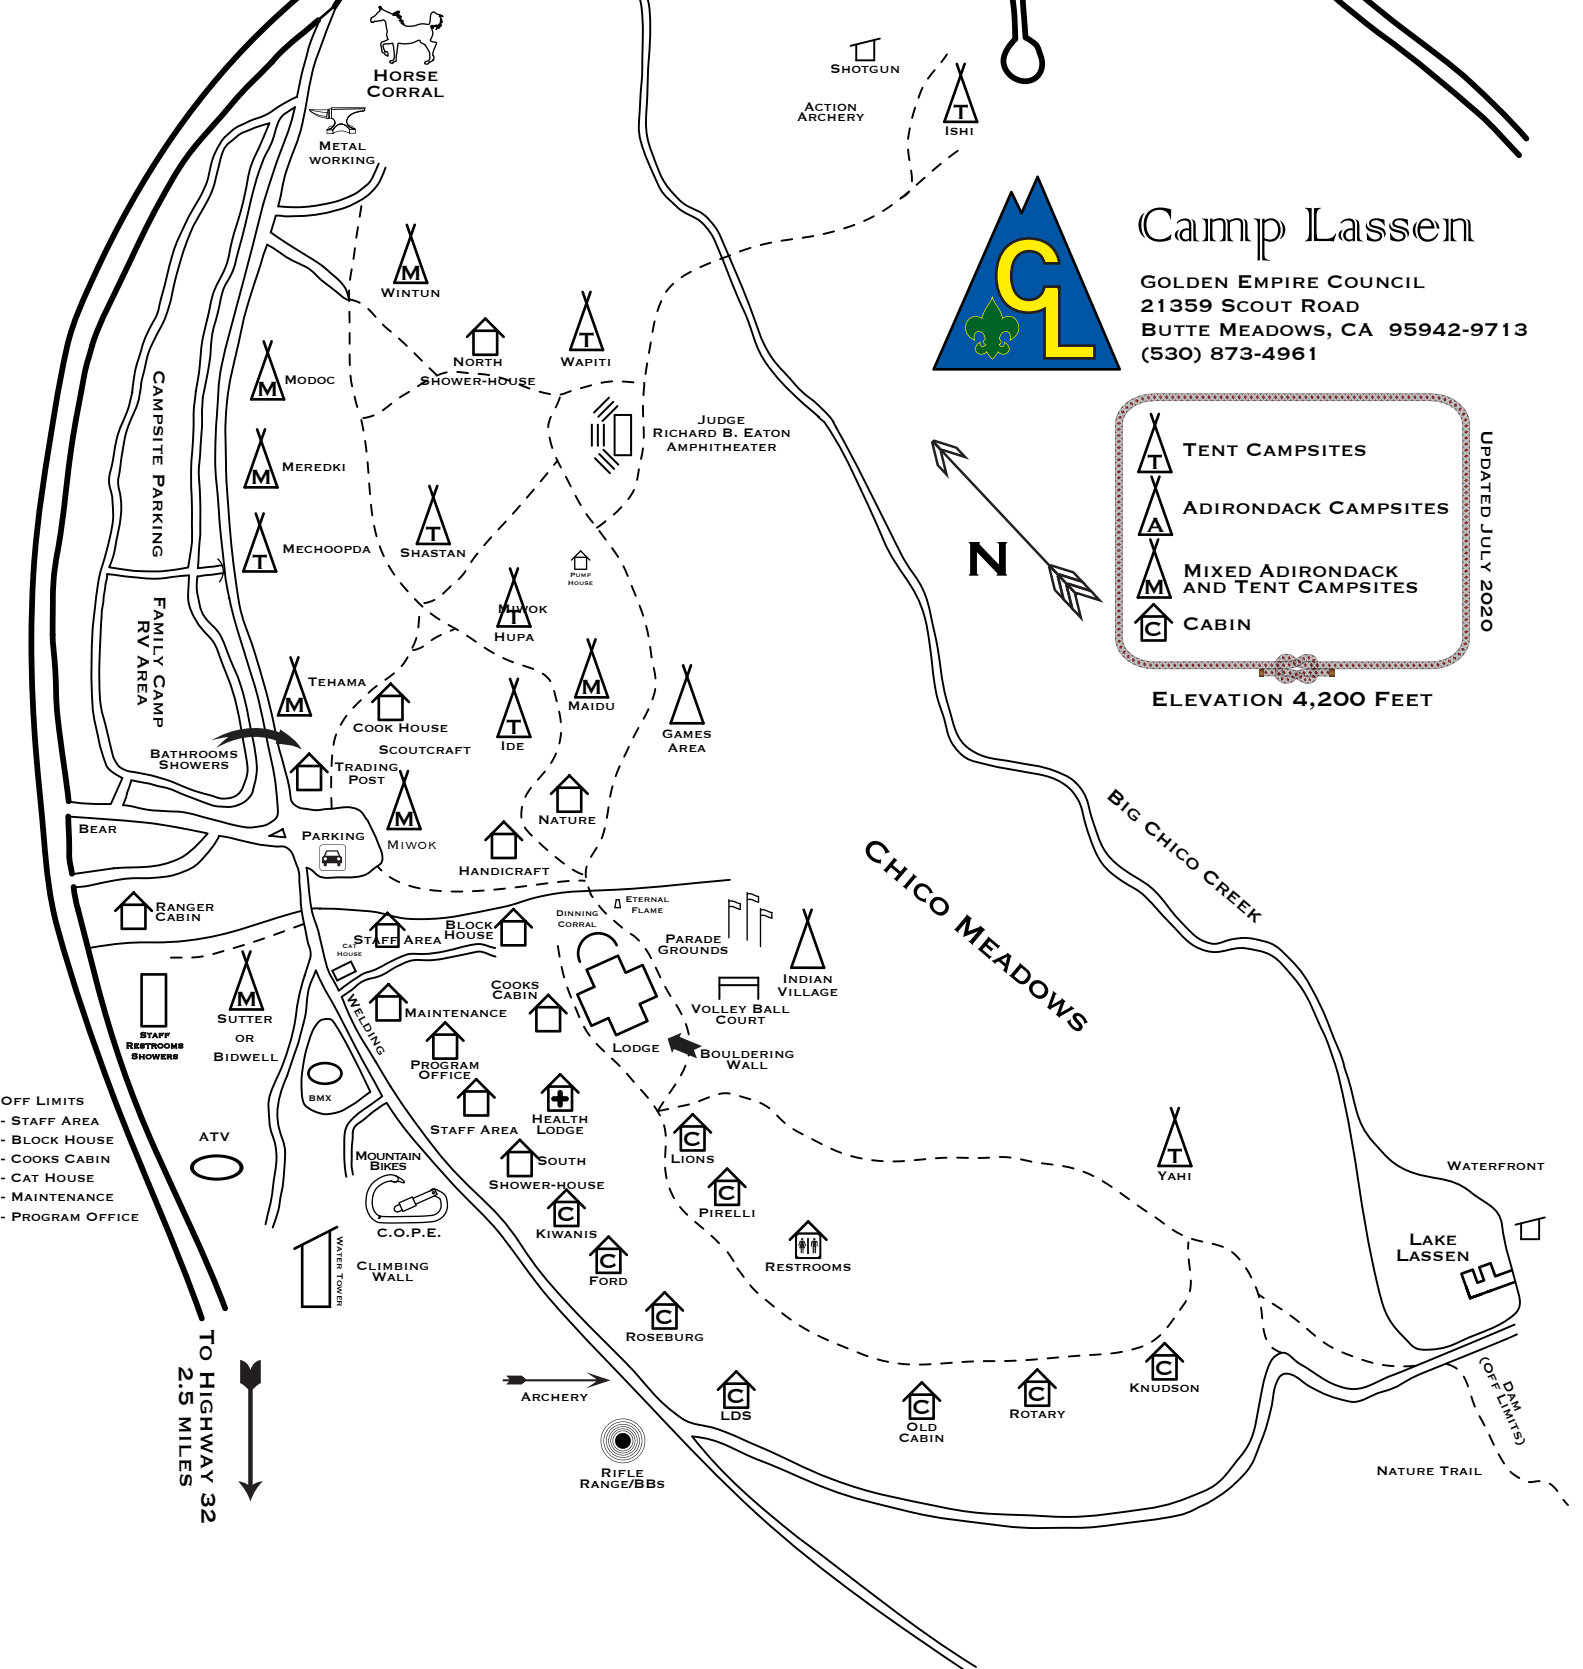 Horse
Corral
Metal
working
Shotgun
Action
Archery
T
Ishi
Camp Lassen
Golden Empire Council
21359 Scout Road
Butte Meadows, CA 95942-9713
(530) 873-4961
CL
M
Wintun
North
Shower-house
T
Wapiti
M
Modoc
Judge
Richard B. Eaton
Amphitheater
Campsite Parking
M
Meredki
T
Mechoopda
T
Shastan
Pump
House
N
T
Tent Campsites
A
Adirondack Campsites
M
Mixed Adirondack
and Tent Campsites
C
Cabin
Updated July 2020
Elevation 4,200 Feet
Family Camp
RV Area
Miwok
T
Hupa
M
Tehama
Cook House
Scoutcraft
T
Ide
M
Maidu
Games
Area
Bathrooms
Showers
Trading
Post
M
Miwok
Nature
Handicraft
Bear
Parking
Big Chico Creek
Chico Meadows
Ranger
Cabin
Cat
House
Staff Area
Block
House
Dinning
Corral
Eternal
Flame
Parade
Grounds
Indian
Village
Volley Ball
Court
Staff
Restrooms
Showers
M
Sutter
or
Bidwell
Welding
Maintenance
Cooks
Cabin
Lodge
Bouldering
Wall
Program
Office
BMX
Staff Area
Health
Lodge
Off Limits
- Staff Area
- Block House
- Cooks Cabin
- Cat House
- Maintenance
- Program Office
ATV
Mountain
Bikes
C.O.P.E.
South
Shower-house
C
Lions
C
Pirelli
C
Kiwanis
C
Ford
C
Roseburg
Restrooms
T
Yahi
Waterfront
Lake
Lassen
Water Tower
Climbing
Wall
To Highway 32
2.5 miles
Archery
Rifle
Range/BBs
C
LDS
C
Old
Cabin
C
Rotary
C
Knudson
Dam
(Off Limits)
Nature Trail